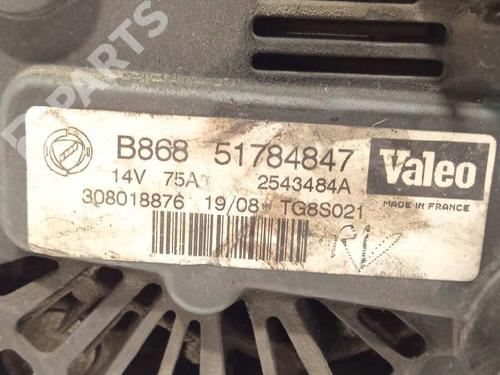 B-PARTS
B868 51784847
14V 75A 2543484A
308018876 19/08 TG8S021
Valeo
MADE IN FRANCE